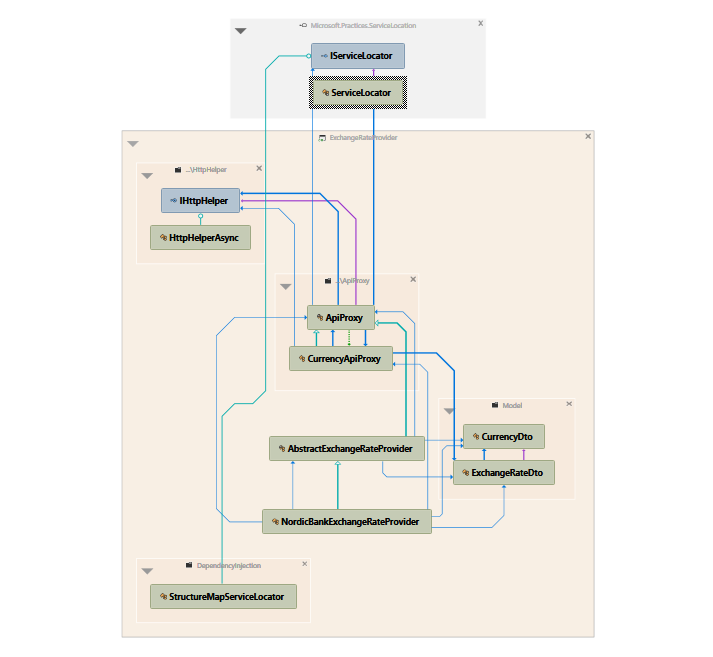 Microsoft.Practices.ServiceLocation
IServiceLocator
ServiceLocator
ExchangeRateProvider
...\HttpHelper
IHttpHelper
HttpHelperAsync
...\ApiProxy
ApiProxy
CurrencyApiProxy
Model
CurrencyDto
AbstractExchangeRateProvider
ExchangeRateDto
NordicBankExchangeRateProvider
DependencyInjection
StructureMapServiceLocator